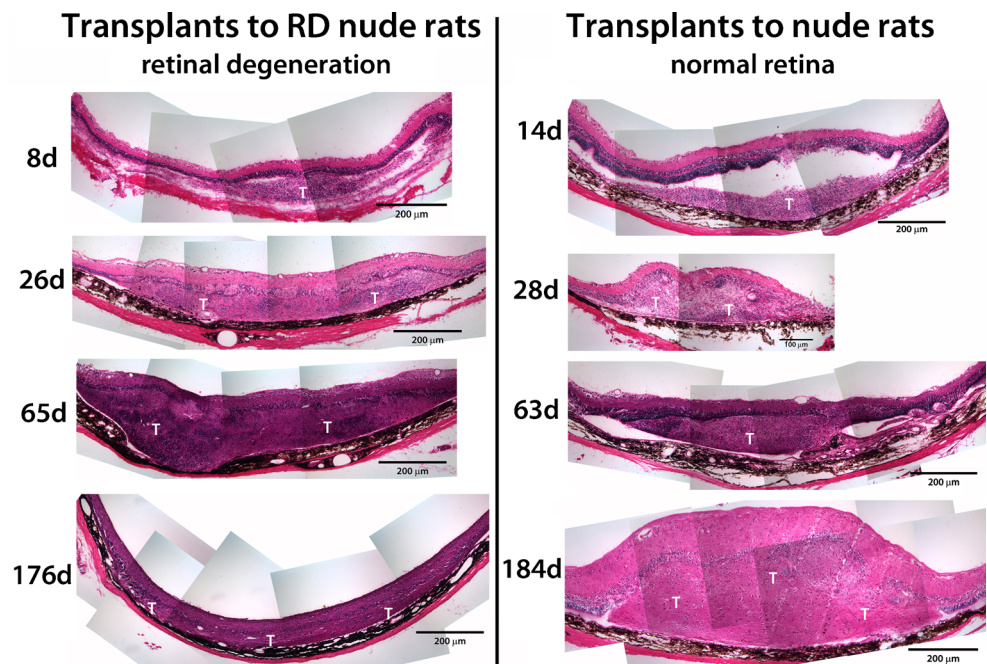 Transplants to RD nude rats
retinal degeneration
8d
T
200 µm
26d
T
T
200 µm
65d
T
T
200 µm
176d
T
T
T
200 µm
Transplants to nude rats
normal retina
14d
T
200 µm
28d
T
T
100 µm
63d
T
200 µm
184d
T
T
T
200 µm